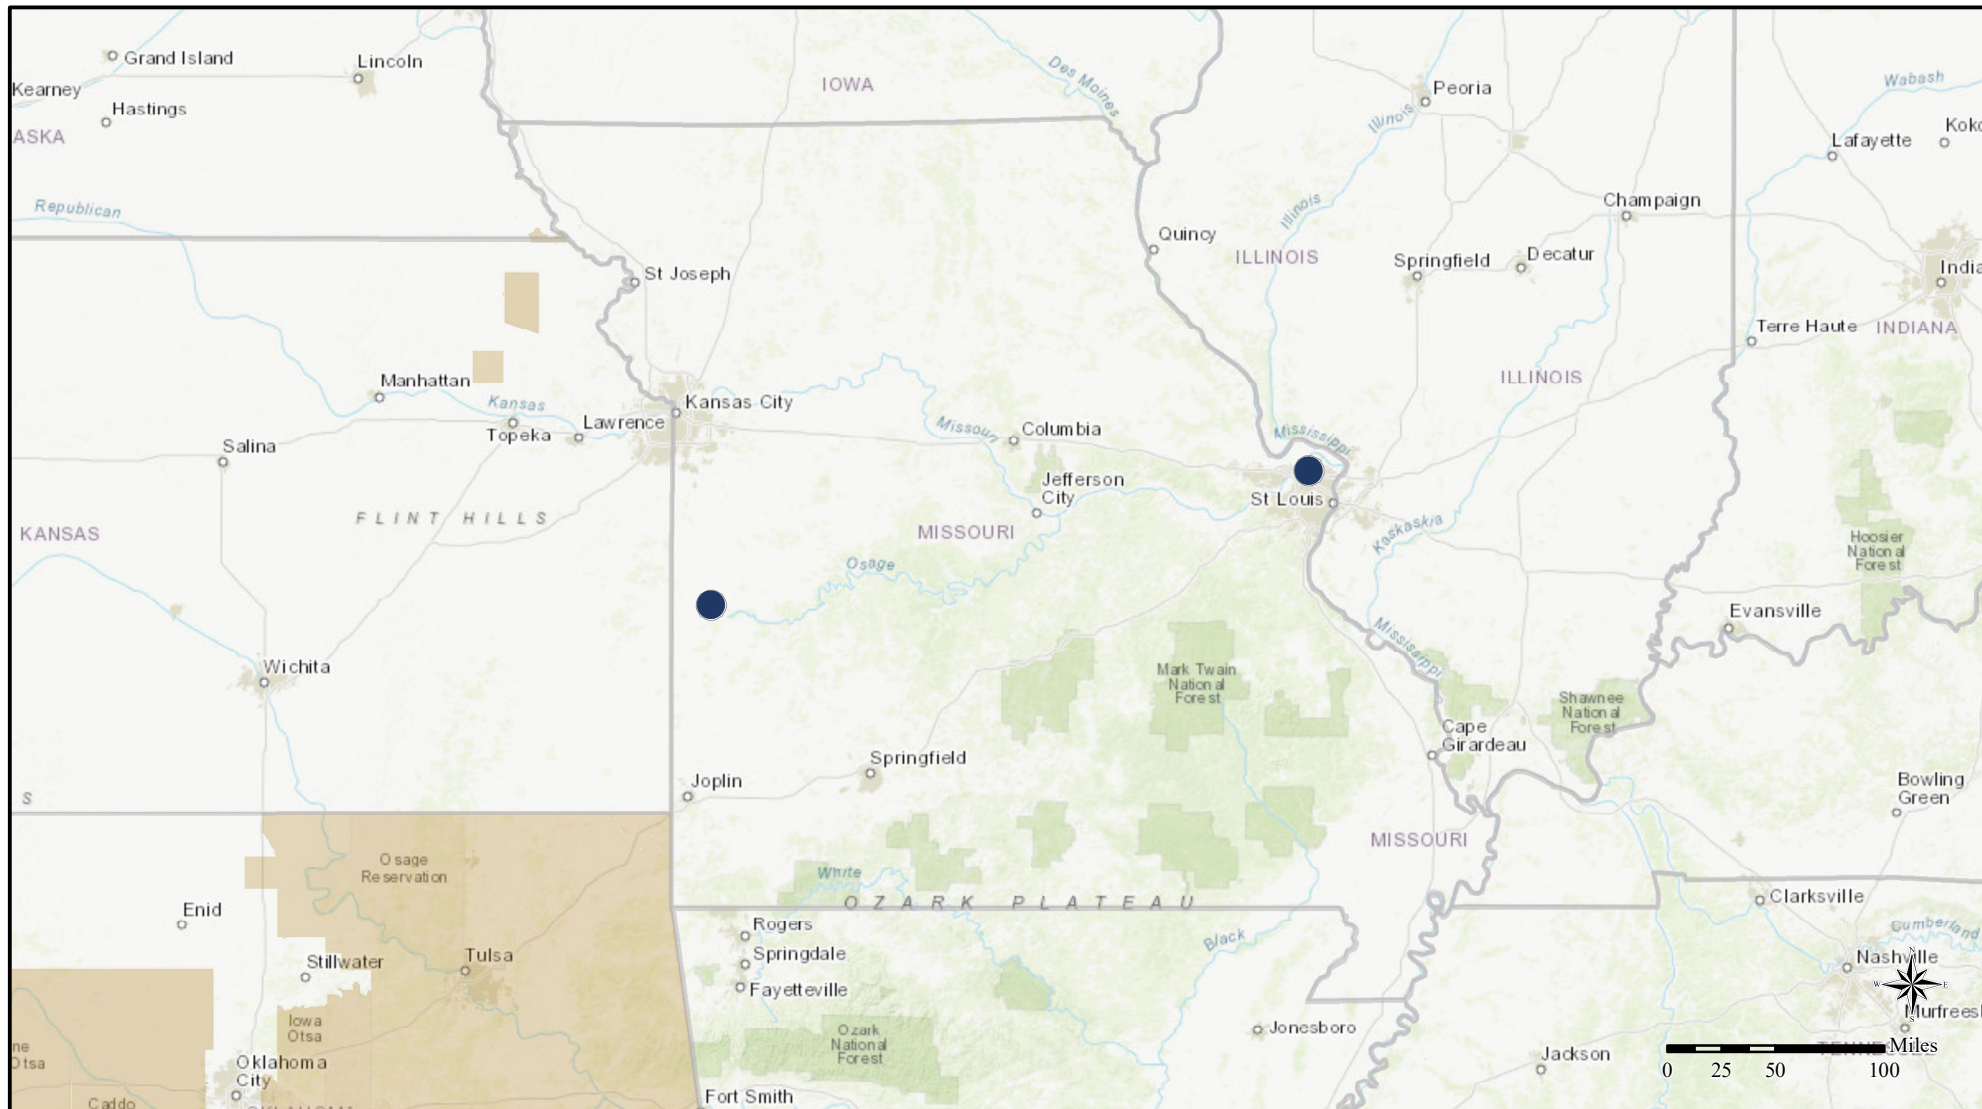 Grand Island
Lincoln
Kearney
Hastings
ASKA
IOWA
Des Moines
Peoria
Illinois
Wabash
Lafayette
Koko
Republican
Champaign
Illinois
Quincy
ILLINOIS
Springfield
Decatur
India
St Joseph
Terre Haute
INDIANA
Manhattan
ILLINOIS
Kansas
Kansas City
Lawrence
Topeka
Missouri
Columbia
Mississippi
Salina
Jefferson
City
St Louis
FLINT HILLS
KANSAS
MISSOURI
Kaskaskia
Hoosier
National
Forest
Osage
Evansville
Mississippi
Wichita
Mark Twain
National
Forest
Shawnee
National
Forest
Cape
Girardeau
Springfield
Joplin
Bowling
Green
S
MISSOURI
Osage
Reservation
White
OZARK PLATEAU
Clarksville
Enid
Rogers
Black
Cumberland
Stillwater
Tulsa
Springdale
Nashville
N
W
E
S
Fayetteville
Murfrees
Iowa
Otsa
Jonesboro
Ozark
National
Forest
ne
Otsa
Oklahoma
City
Jackson
TENNESSEE
Miles
0 25 50 100
Caddo
OKLAHOMA
Fort Smith